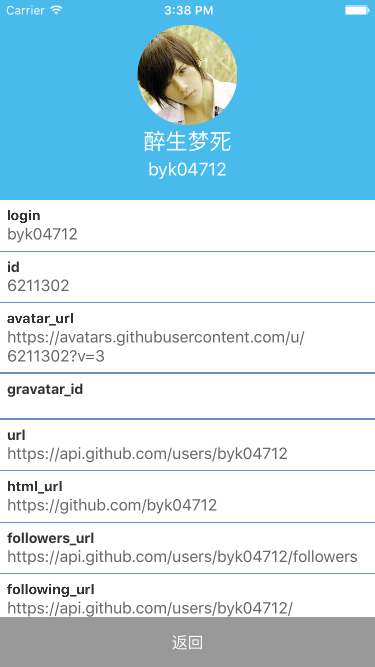 Carrier 3:38 PM
醉生梦死
byk04712
login
byk04712
id
6211302
avatar_url
https://avatars.githubusercontent.com/u/
6211302?v=3
gravatar_id
url
https://api.github.com/users/byk04712
html_url
https://github.com/byk04712
followers_url
https://api.github.com/users/byk04712/followers
following_url
https://api.github.com/users/byk04712/
返回